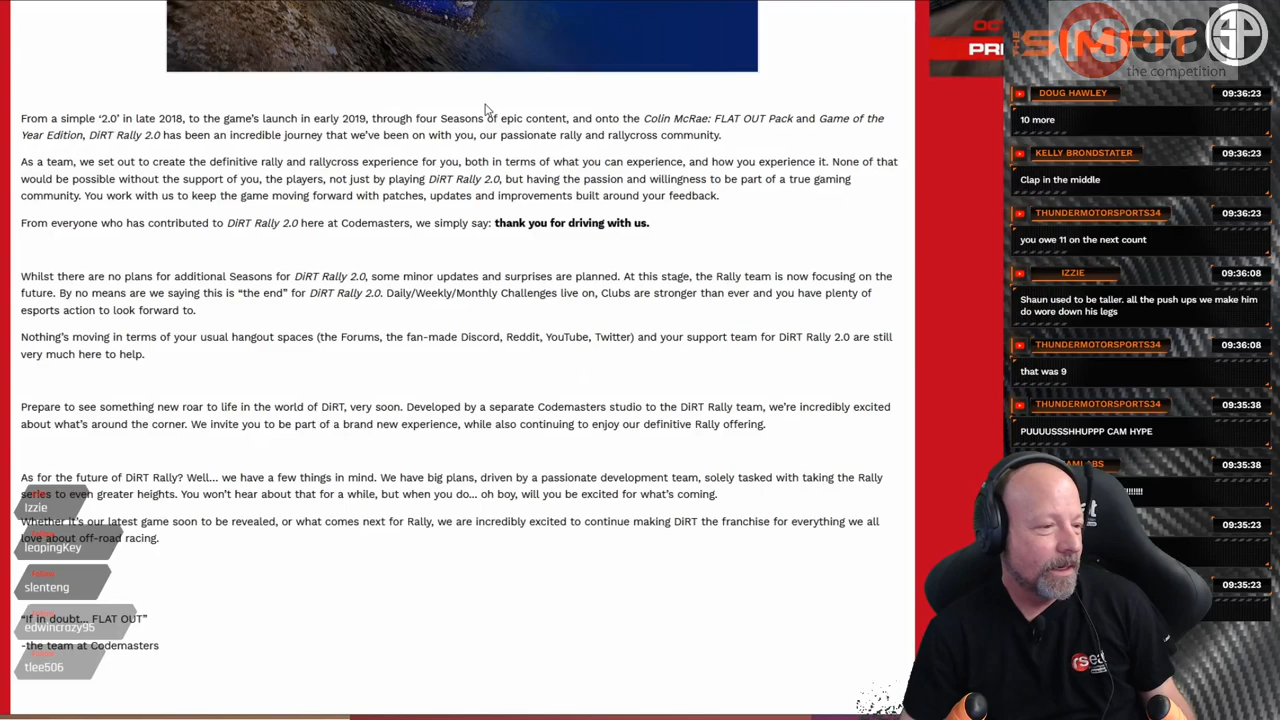 From a simple ‘2.0’ in late 2018, to the game’s launch in early 2019, through four Seasons of epic content, and onto the Colin McRae: FLAT OUT Pack and Game of the
Year Edition, DiRT Rally 2.0 has been an incredible journey that we’ve been on with you, our passionate rally and rallycross community.
As a team, we set out to create the definitive rally and rallycross experience for you, both in terms of what you can experience, and how you experience it. None of that
would be possible without the support of you, the players, not just by playing DiRT Rally 2.0, but having the passion and willingness to be part of a true gaming
community. You work with us to keep the game moving forward with patches, updates and improvements built around your feedback.
From everyone who has contributed to DiRT Rally 2.0 here at Codemasters, we simply say: thank you for driving with us.
Whilst there are no plans for additional Seasons for DiRT Rally 2.0, some minor updates and surprises are planned. At this stage, the Rally team is now focusing on the
future. By no means are we saying this is “the end” for DiRT Rally 2.0. Daily/Weekly/Monthly Challenges live on, Clubs are stronger than ever and you have plenty of
esports action to look forward to.
Nothing’s moving in terms of your usual hangout spaces (the Forums, the fan-made Discord, Reddit, YouTube, Twitter) and your support team for DiRT Rally 2.0 are still
very much here to help.
Prepare to see something new roar to life in the world of DiRT, very soon. Developed by a separate Codemasters studio to the DiRT Rally team, we’re incredibly excited
about what’s around the corner. We invite you to be part of a brand new experience, while also continuing to enjoy our definitive Rally offering.
As for the future of DiRT Rally? Well... we have a few things in mind. We have big plans, driven by a passionate development team, solely tasked with taking the Rally
series to even greater heights. You won’t hear about that for a while, but when you do... oh boy, will you be excited for what’s coming.
Whether it’s our latest game soon to be revealed, or what comes next for Rally, we are incredibly excited to continue making DiRT the franchise for everything we all
love about off-road racing.
“If in doubt... FLAT OUT”
-the team at Codemasters
Izzie
leapingKey
slenteng
edwincrazy95
tlee506
THE SIMPIT
rseat
the competition
SP
DOUG HAWLEY 09:36:23
10 more
KELLY BRONDSTATER 09:36:23
Clap in the middle
THUNDERMOTORSPORTS34 09:36:23
you owe 11 on the next count
IZZIE 09:36:08
Shaun used to be taller. all the push ups we make him
do wore down his legs
THUNDERMOTORSPORTS34 09:36:08
that was 9
THUNDERMOTORSPORTS34 09:35:38
PUUUUSSSHHUPPP CAM HYPE
09:35:38
09:35:23
09:35:23
rseat